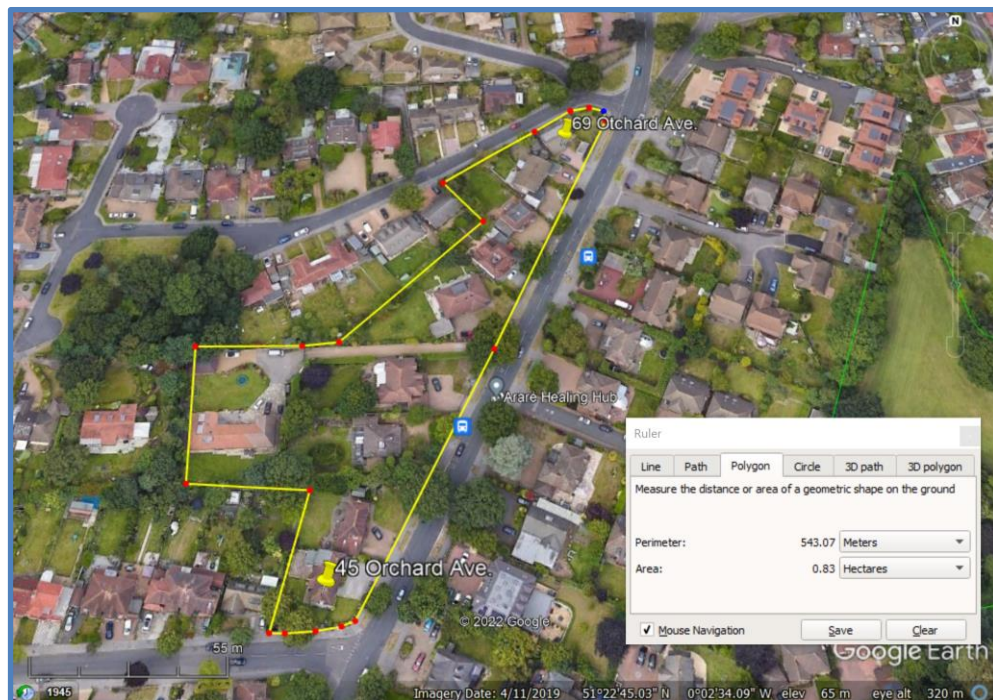 N
69 Otchard Ave.
Arare Healing Hub
45 Orchard Ave.
© 2022 Google
55 m
1945
Imagery Date: 4/11/2019 51°22'45.03" N 0°02'34.09" W elev 65 m eye alt 320 m
Google Earth
Ruler
Line Path Polygon Circle 3D path 3D polygon
Measure the distance or area of a geometric shape on the ground
Perimeter: 543.07 Meters
Area: 0.83 Hectares
Mouse Navigation Save Clear